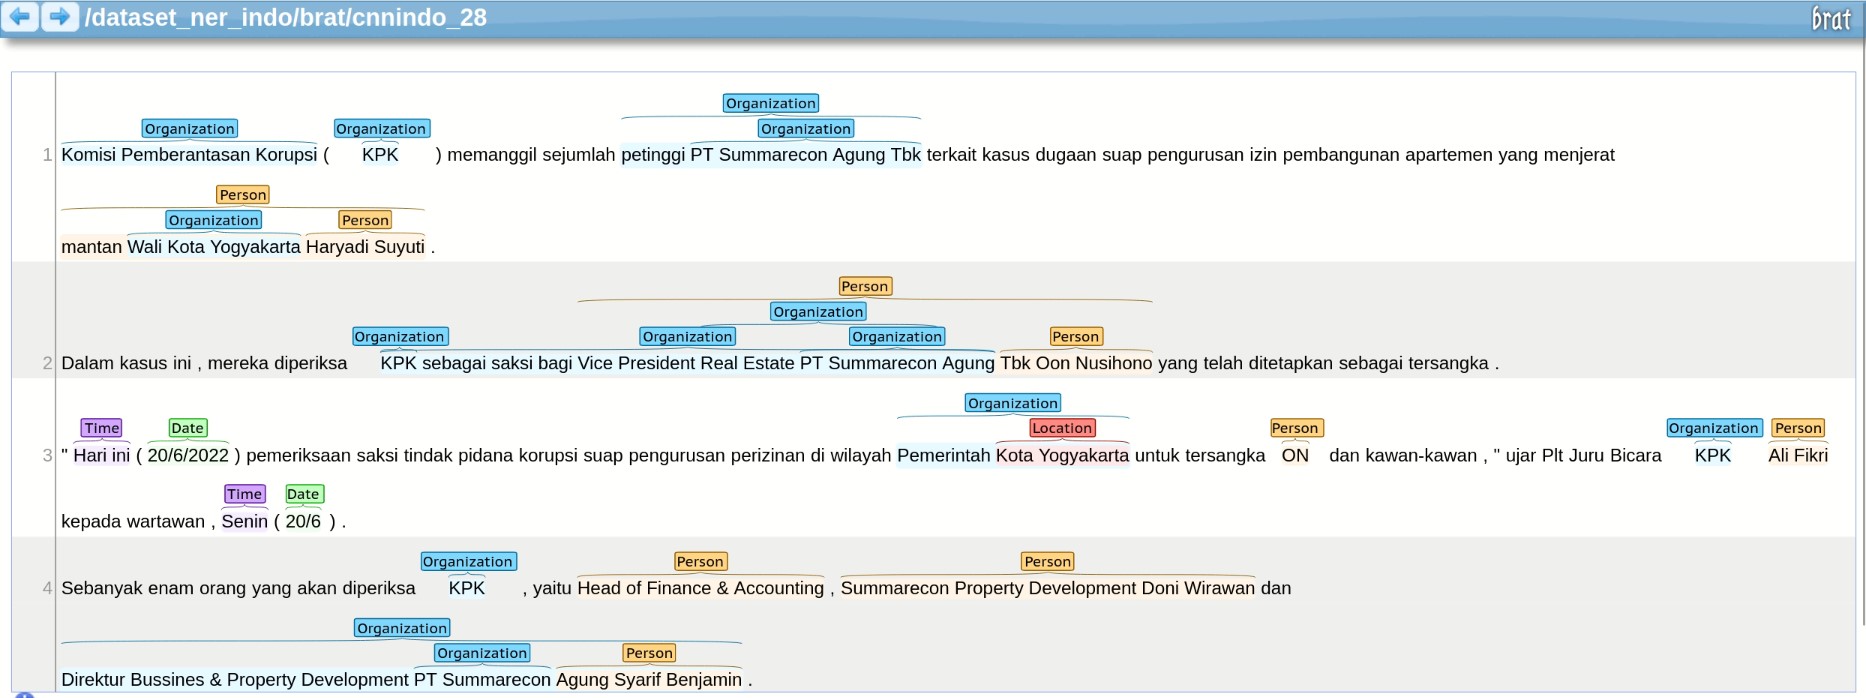 /dataset_ner_indo/brat/cnnindo_28 brat
Organization
Organization Organization Organization
1 Komisi Pemberantasan Korupsi ( KPK ) memanggil sejumlah petinggi PT Summarecon Agung Tbk terkait kasus dugaan suap pengurusan izin pembangunan apartemen yang menjerat
Person
Organization Person
mantan Wali Kota Yogyakarta Haryadi Suyuti .
Person
Organization
Organization Organization Organization Person
2 Dalam kasus ini , mereka diperiksa KPK sebagai saksi bagi Vice President Real Estate PT Summarecon Agung Tbk Oon Nusihono yang telah ditetapkan sebagai tersangka .
Organization
Time Date Location Person Organization Person
3 " Hari ini ( 20/6/2022 ) pemeriksaan saksi tindak pidana korupsi suap pengurusan perizinan di wilayah Pemerintah Kota Yogyakarta untuk tersangka ON dan kawan-kawan , " ujar Plt Juru Bicara KPK Ali Fikri
Time Date
kepada wartawan , Senin ( 20/6 ) .
Organization Person Person
4 Sebanyak enam orang yang akan diperiksa KPK , yaitu Head of Finance & Accounting , Summarecon Property Development Doni Wirawan dan
Organization
Organization Person
Direktur Bussines & Property Development PT Summarecon Agung Syarif Benjamin .